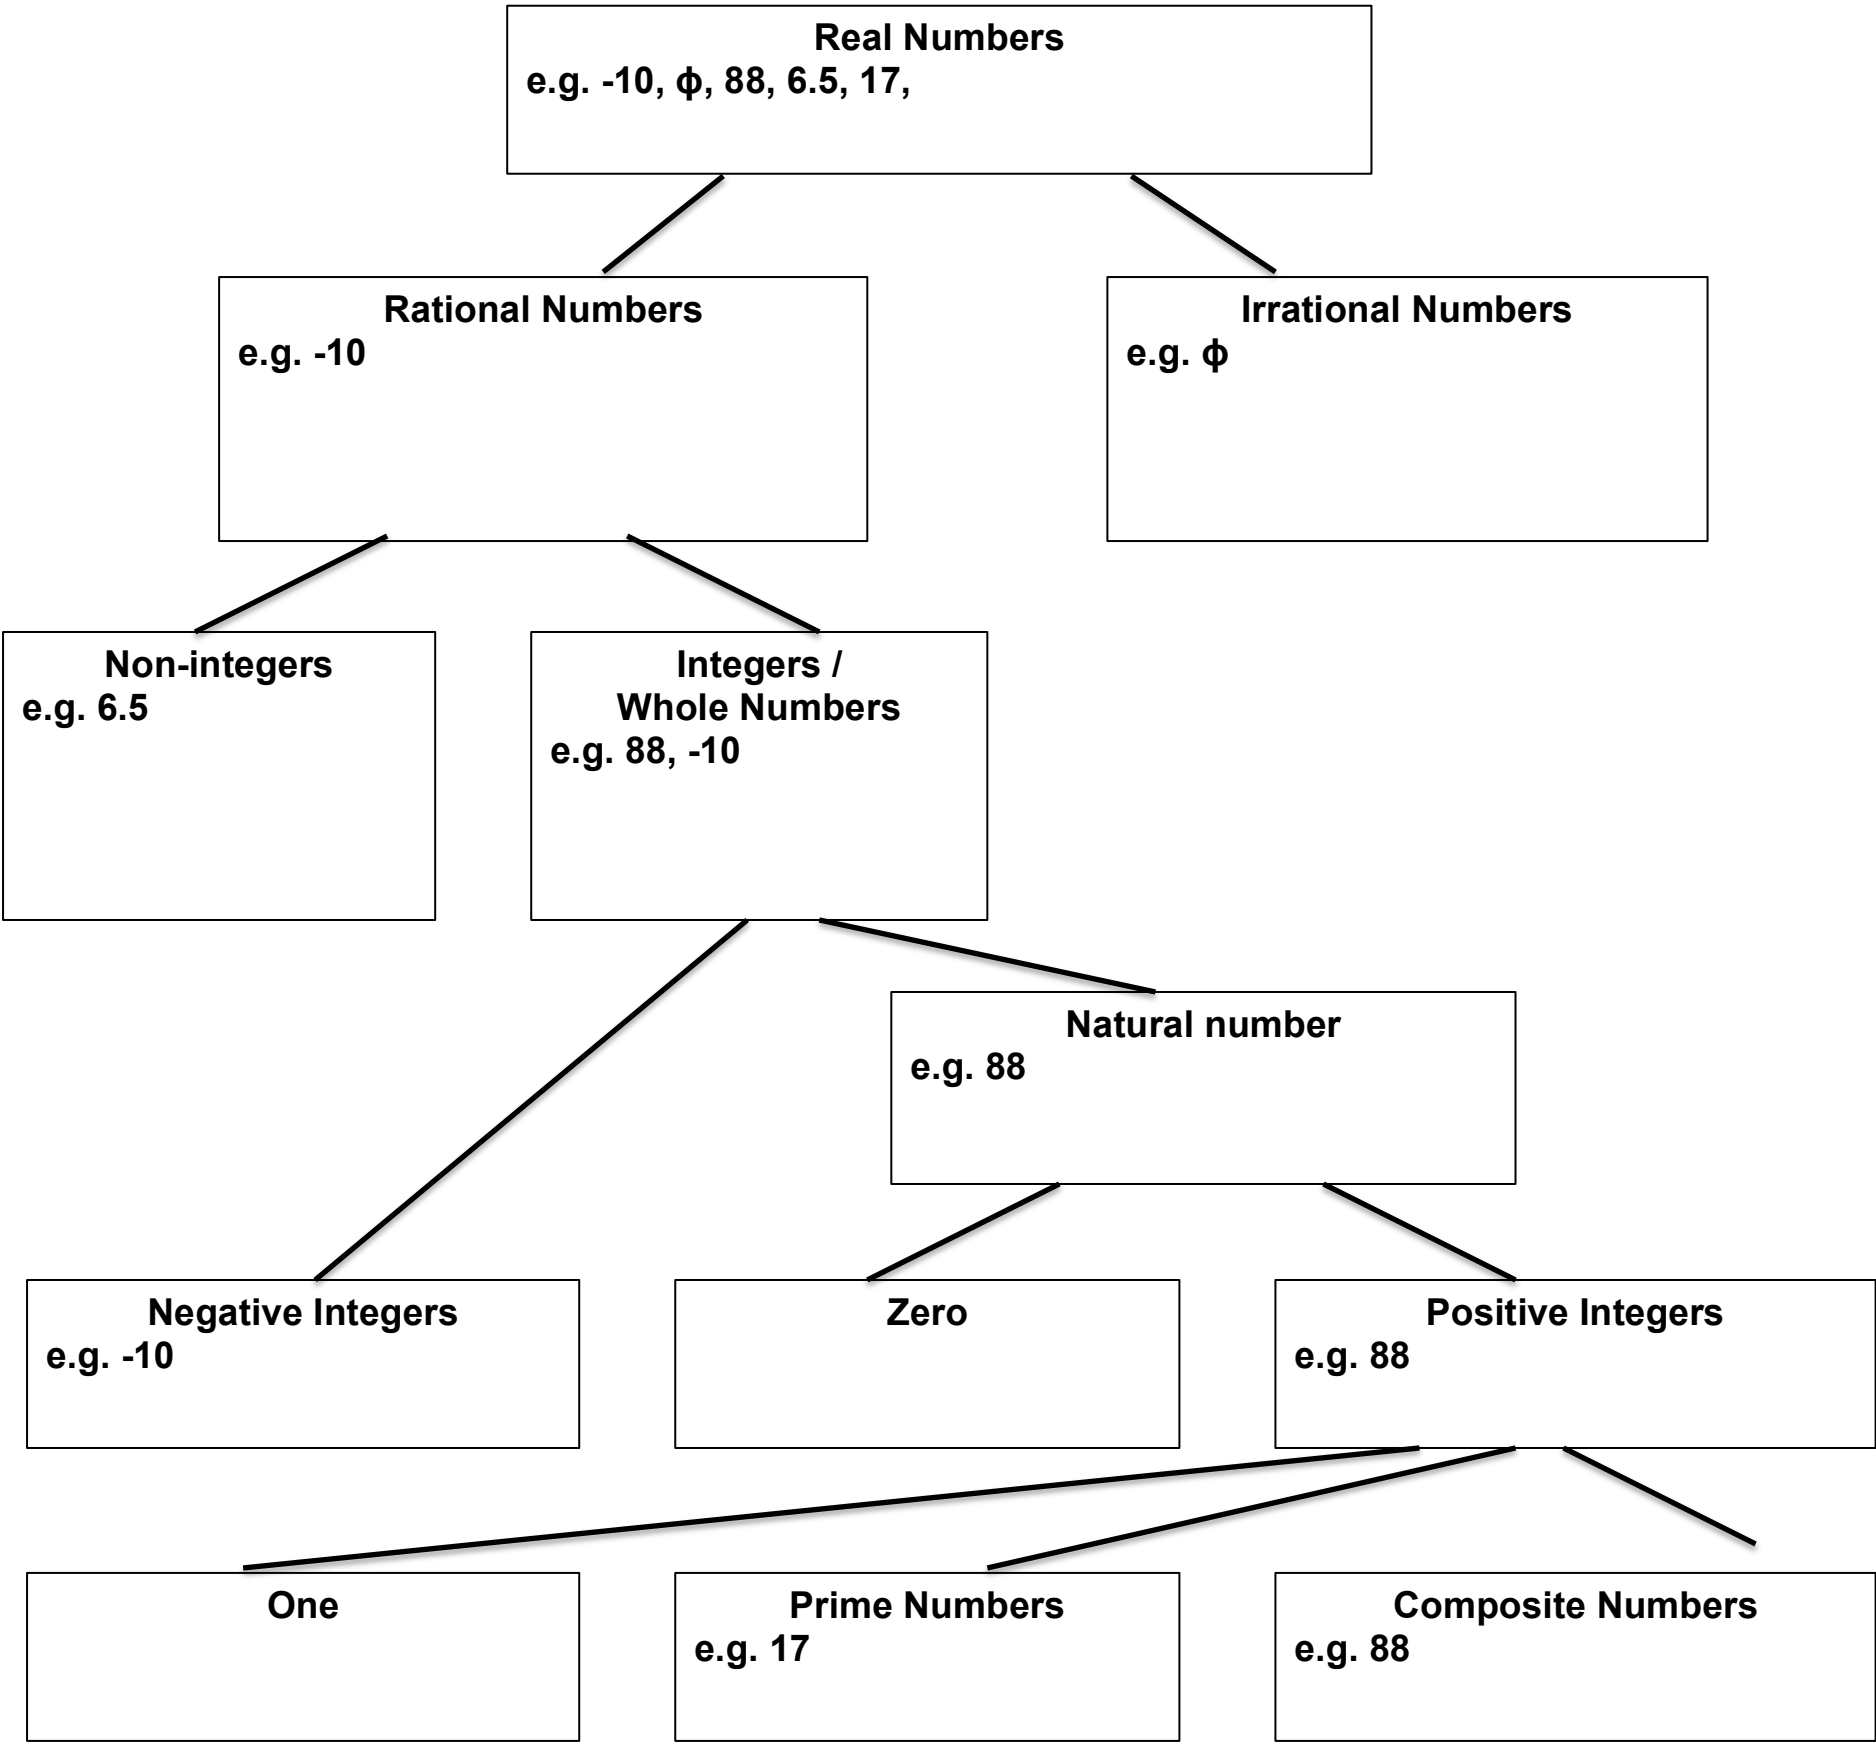 Real Numbers
e.g. -10, ф, 88, 6.5, 17,
Rational Numbers
e.g. -10
Irrational Numbers
e.g. ф
Non-integers
e.g. 6.5
Integers /
Whole Numbers
e.g. 88, -10
Natural number
e.g. 88
Negative Integers
e.g. -10
Zero
Positive Integers
e.g. 88
One
Prime Numbers
e.g. 17
Composite Numbers
e.g. 88